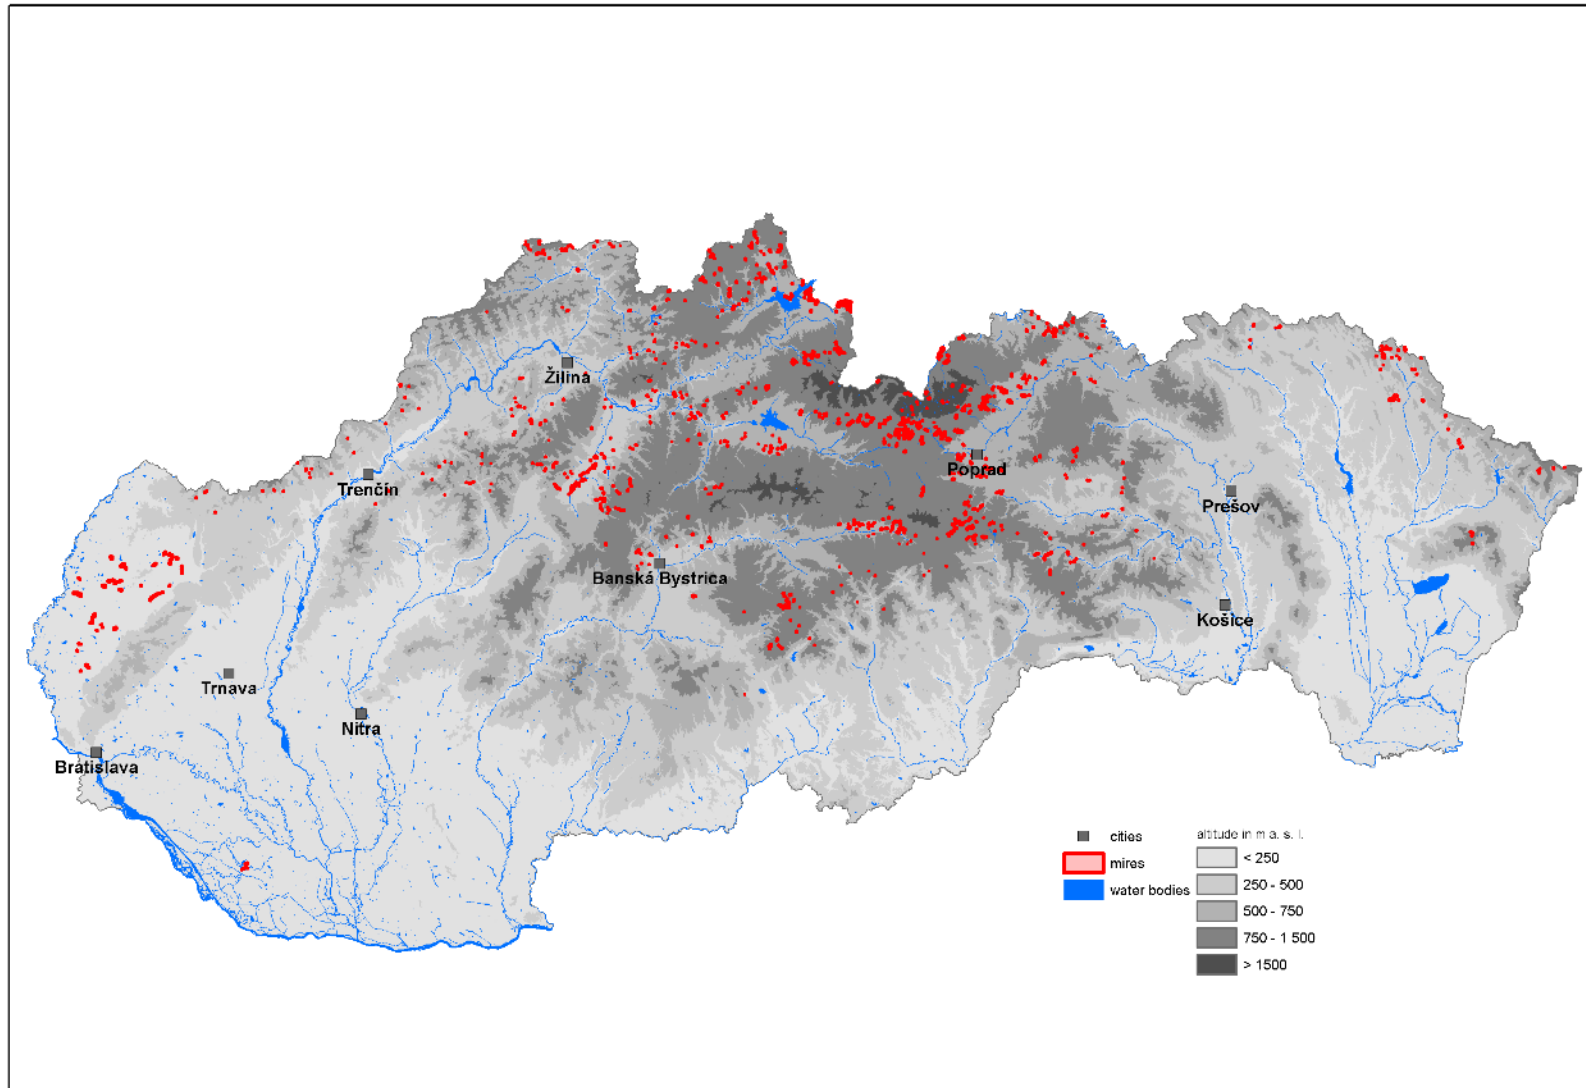 Žilina
Trenčín
Poprad
Prešov
Banská Bystrica
Košice
Trnava
Nitra
Bratislava
cities
mires
water bodies
altitude in m a. s. l.
< 250
250 - 500
500 - 750
750 - 1 500
> 1500